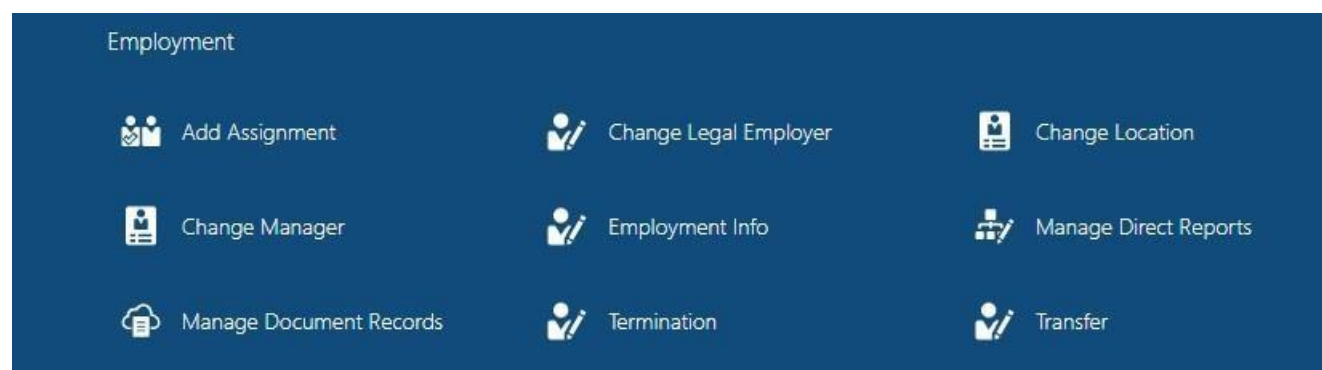 Employment
Add Assignment
Change Legal Employer
Change Location
Change Manager
Employment Info
Manage Direct Reports
Manage Document Records
Termination
Transfer